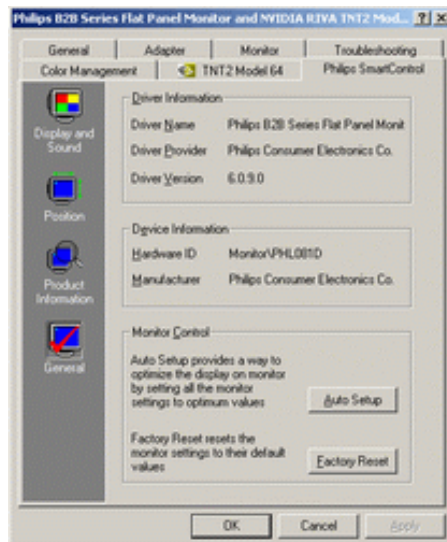 Philips B2B Series Flat Panel Monitor and NVIDIA RIVA TNT2 Mod...
General Adapter Monitor Troubleshooting
Color Management TNT2 Model 64 Philips SmartControl
Display and
Sound
Position
Product
Information
General
Driver Information
Driver Name Philips B2B Series Flat Panel Monit
Driver Provider Philips Consumer Electronics Co.
Driver Version 6.0.9.0
Device Information
Hardware ID Monitor\PHL081D
Manufacturer Philips Consumer Electronics Co.
Monitor Control
Auto Setup provides a way to
optimize the display on monitor
by setting all the monitor
settings to optimum values
Auto Setup
Factory Reset resets the
monitor settings to their default
values
Factory Reset
OK Cancel Apply